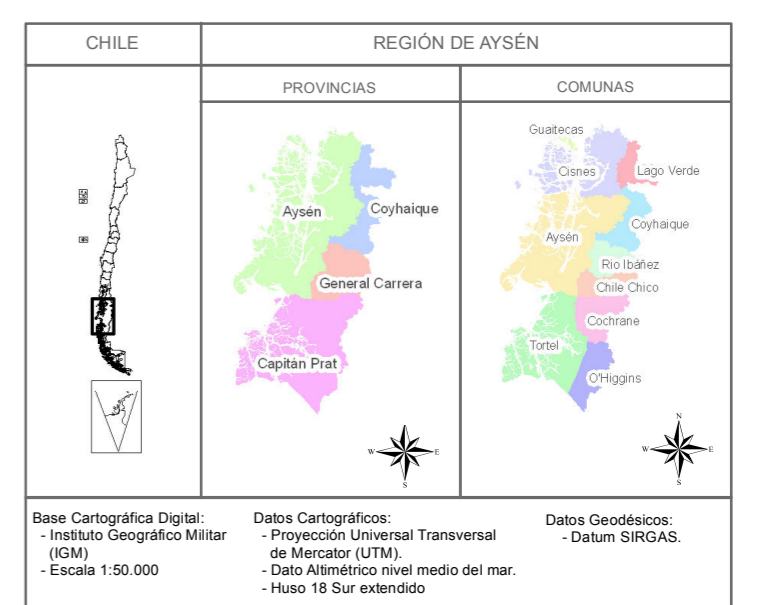 CHILE
REGIÓN DE AYSÉN
PROVINCIAS
COMUNAS
Aysén
Coyhaique
General Carrera
Capitán Prat
W
E
S
Guaitecas
Cisnes
Lago Verde
Coyhaique
Aysén
Rio Ibáñez
Chile Chico
Cochrane
Tortel
O'Higgins
N
W
E
S
Base Cartográfica Digital:
- Instituto Geográfico Militar
(IGM)
- Escala 1:50.000
Datos Cartográficos:
- Proyección Universal Transversal
de Mercator (UTM).
- Dato Altimétrico nivel medio del mar.
- Huso 18 Sur extendido
Datos Geodésicos:
- Datum SIRGAS.